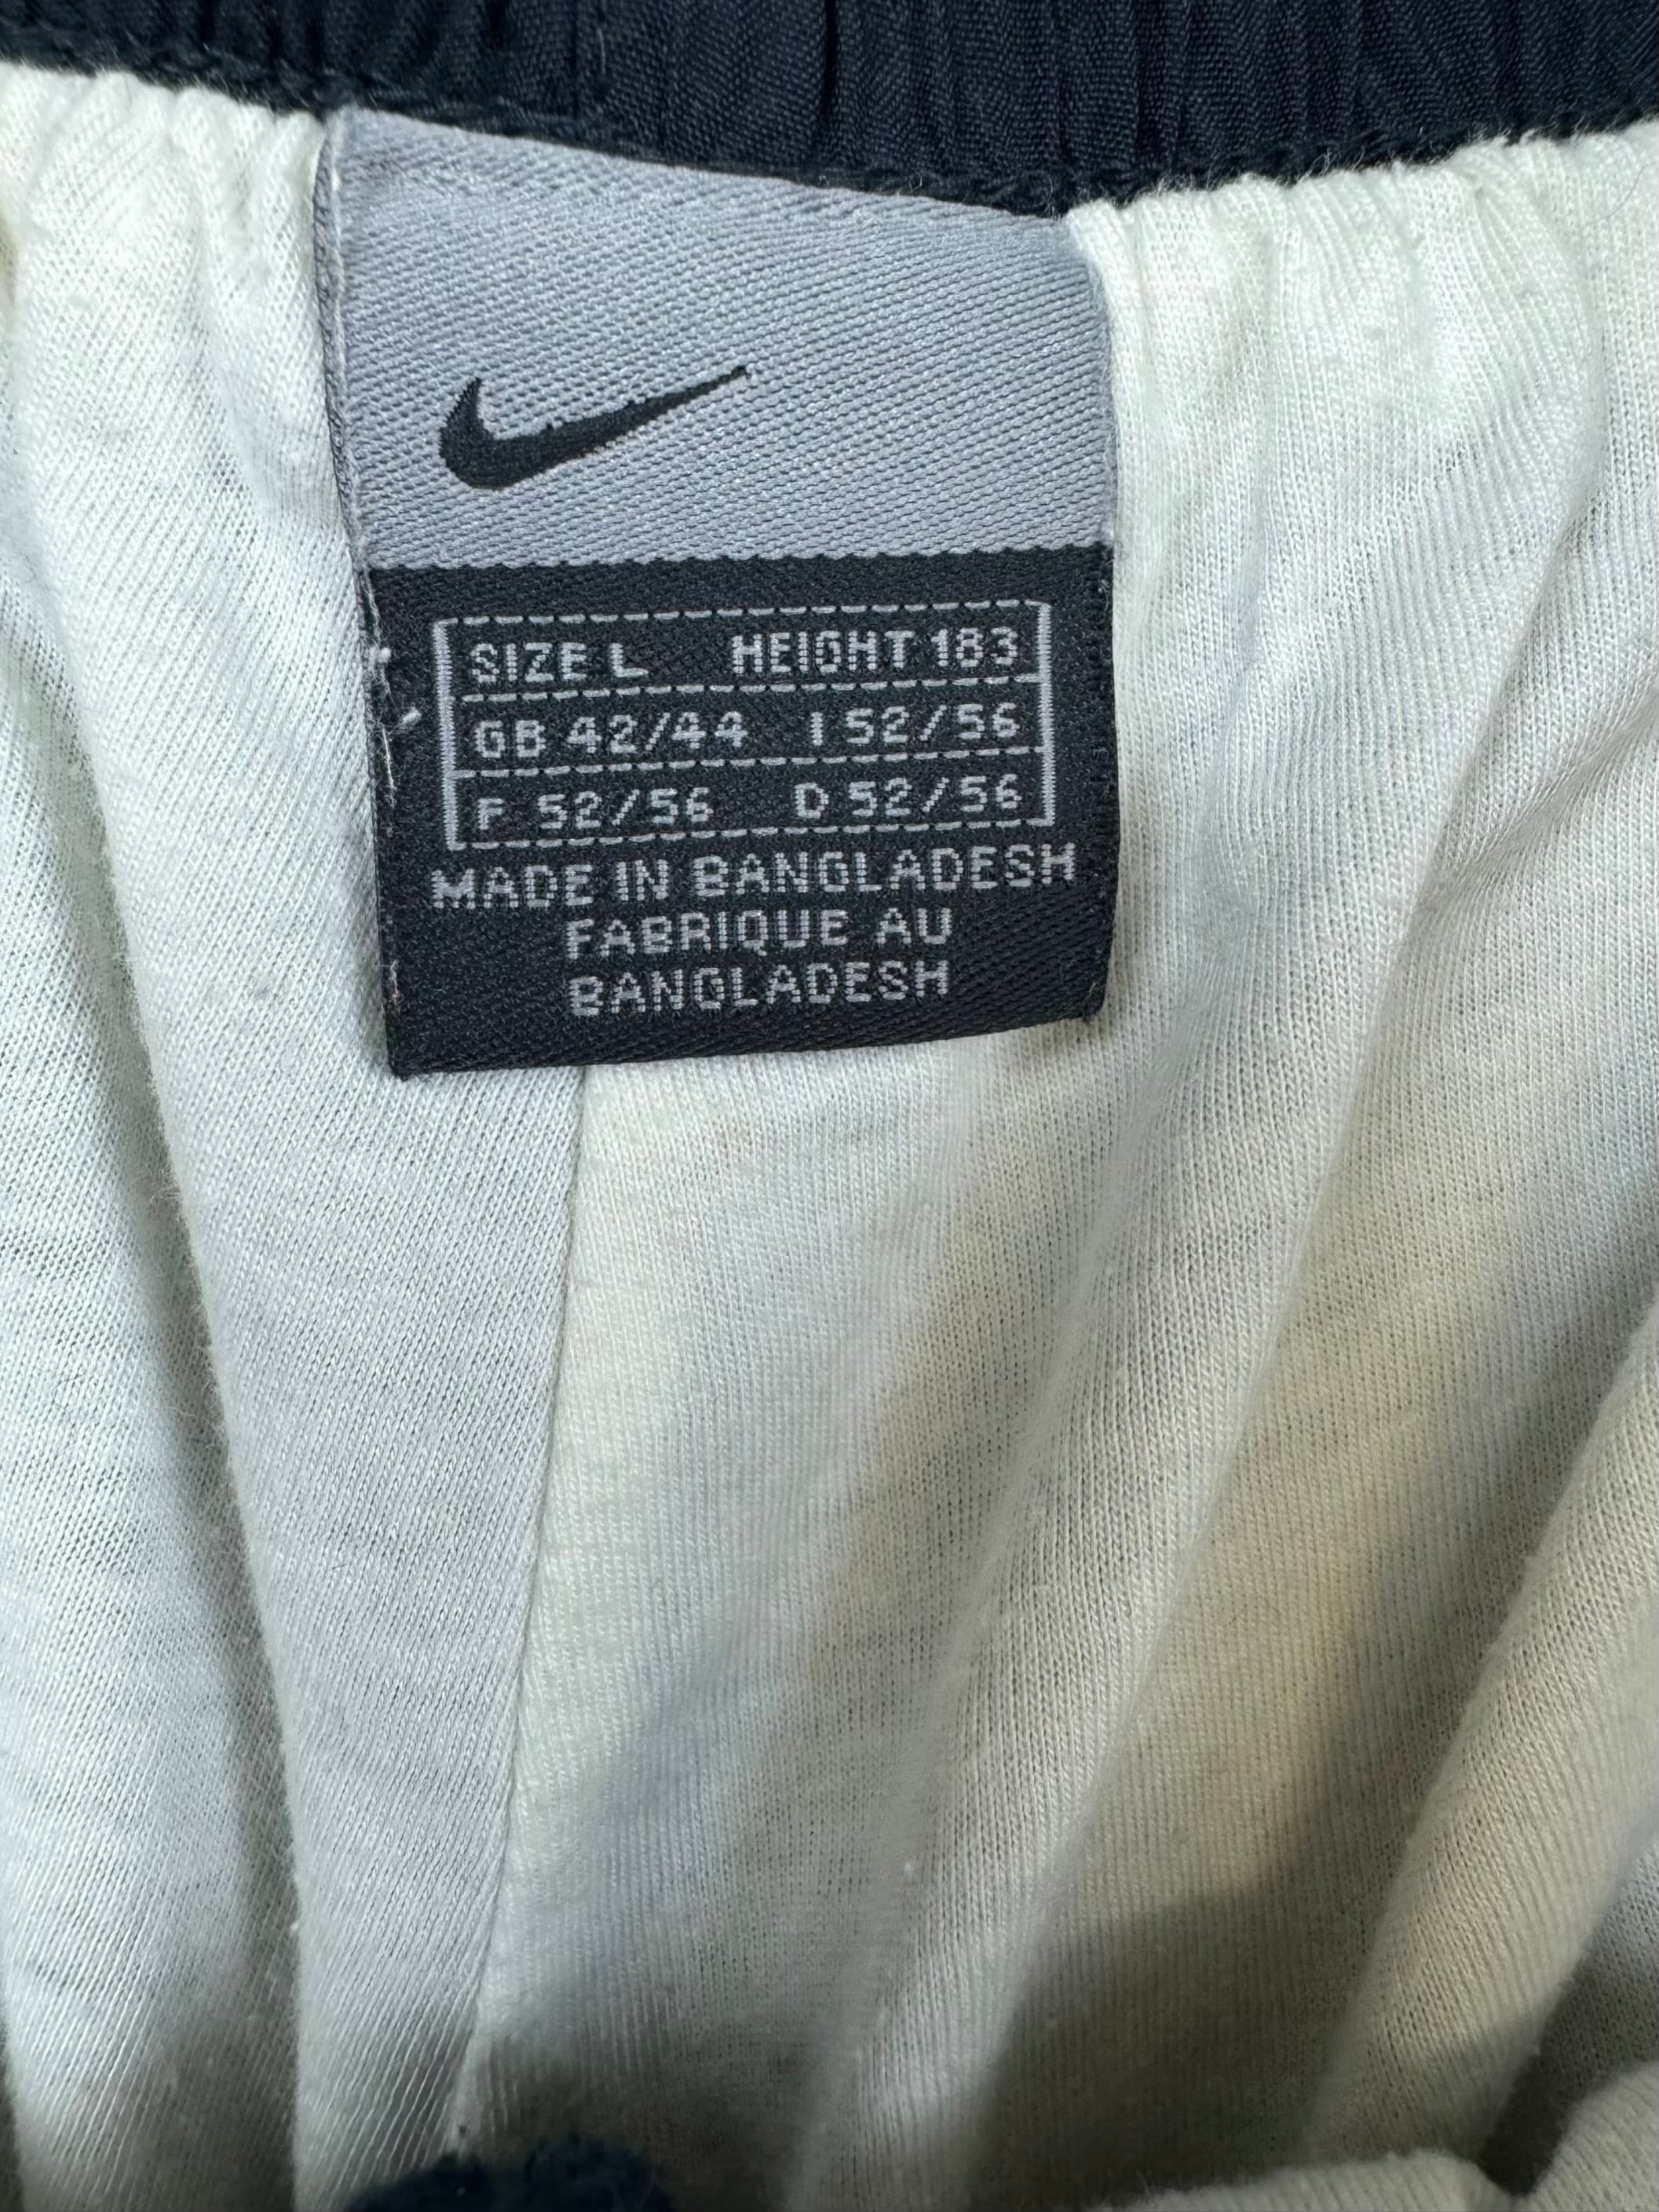 SIZE L HEIGHT 183
GB 42/44 I 52/56
F 52/56 D 52/56
MADE IN BANGLADESH
FABRIQUE AU
BANGLADESH